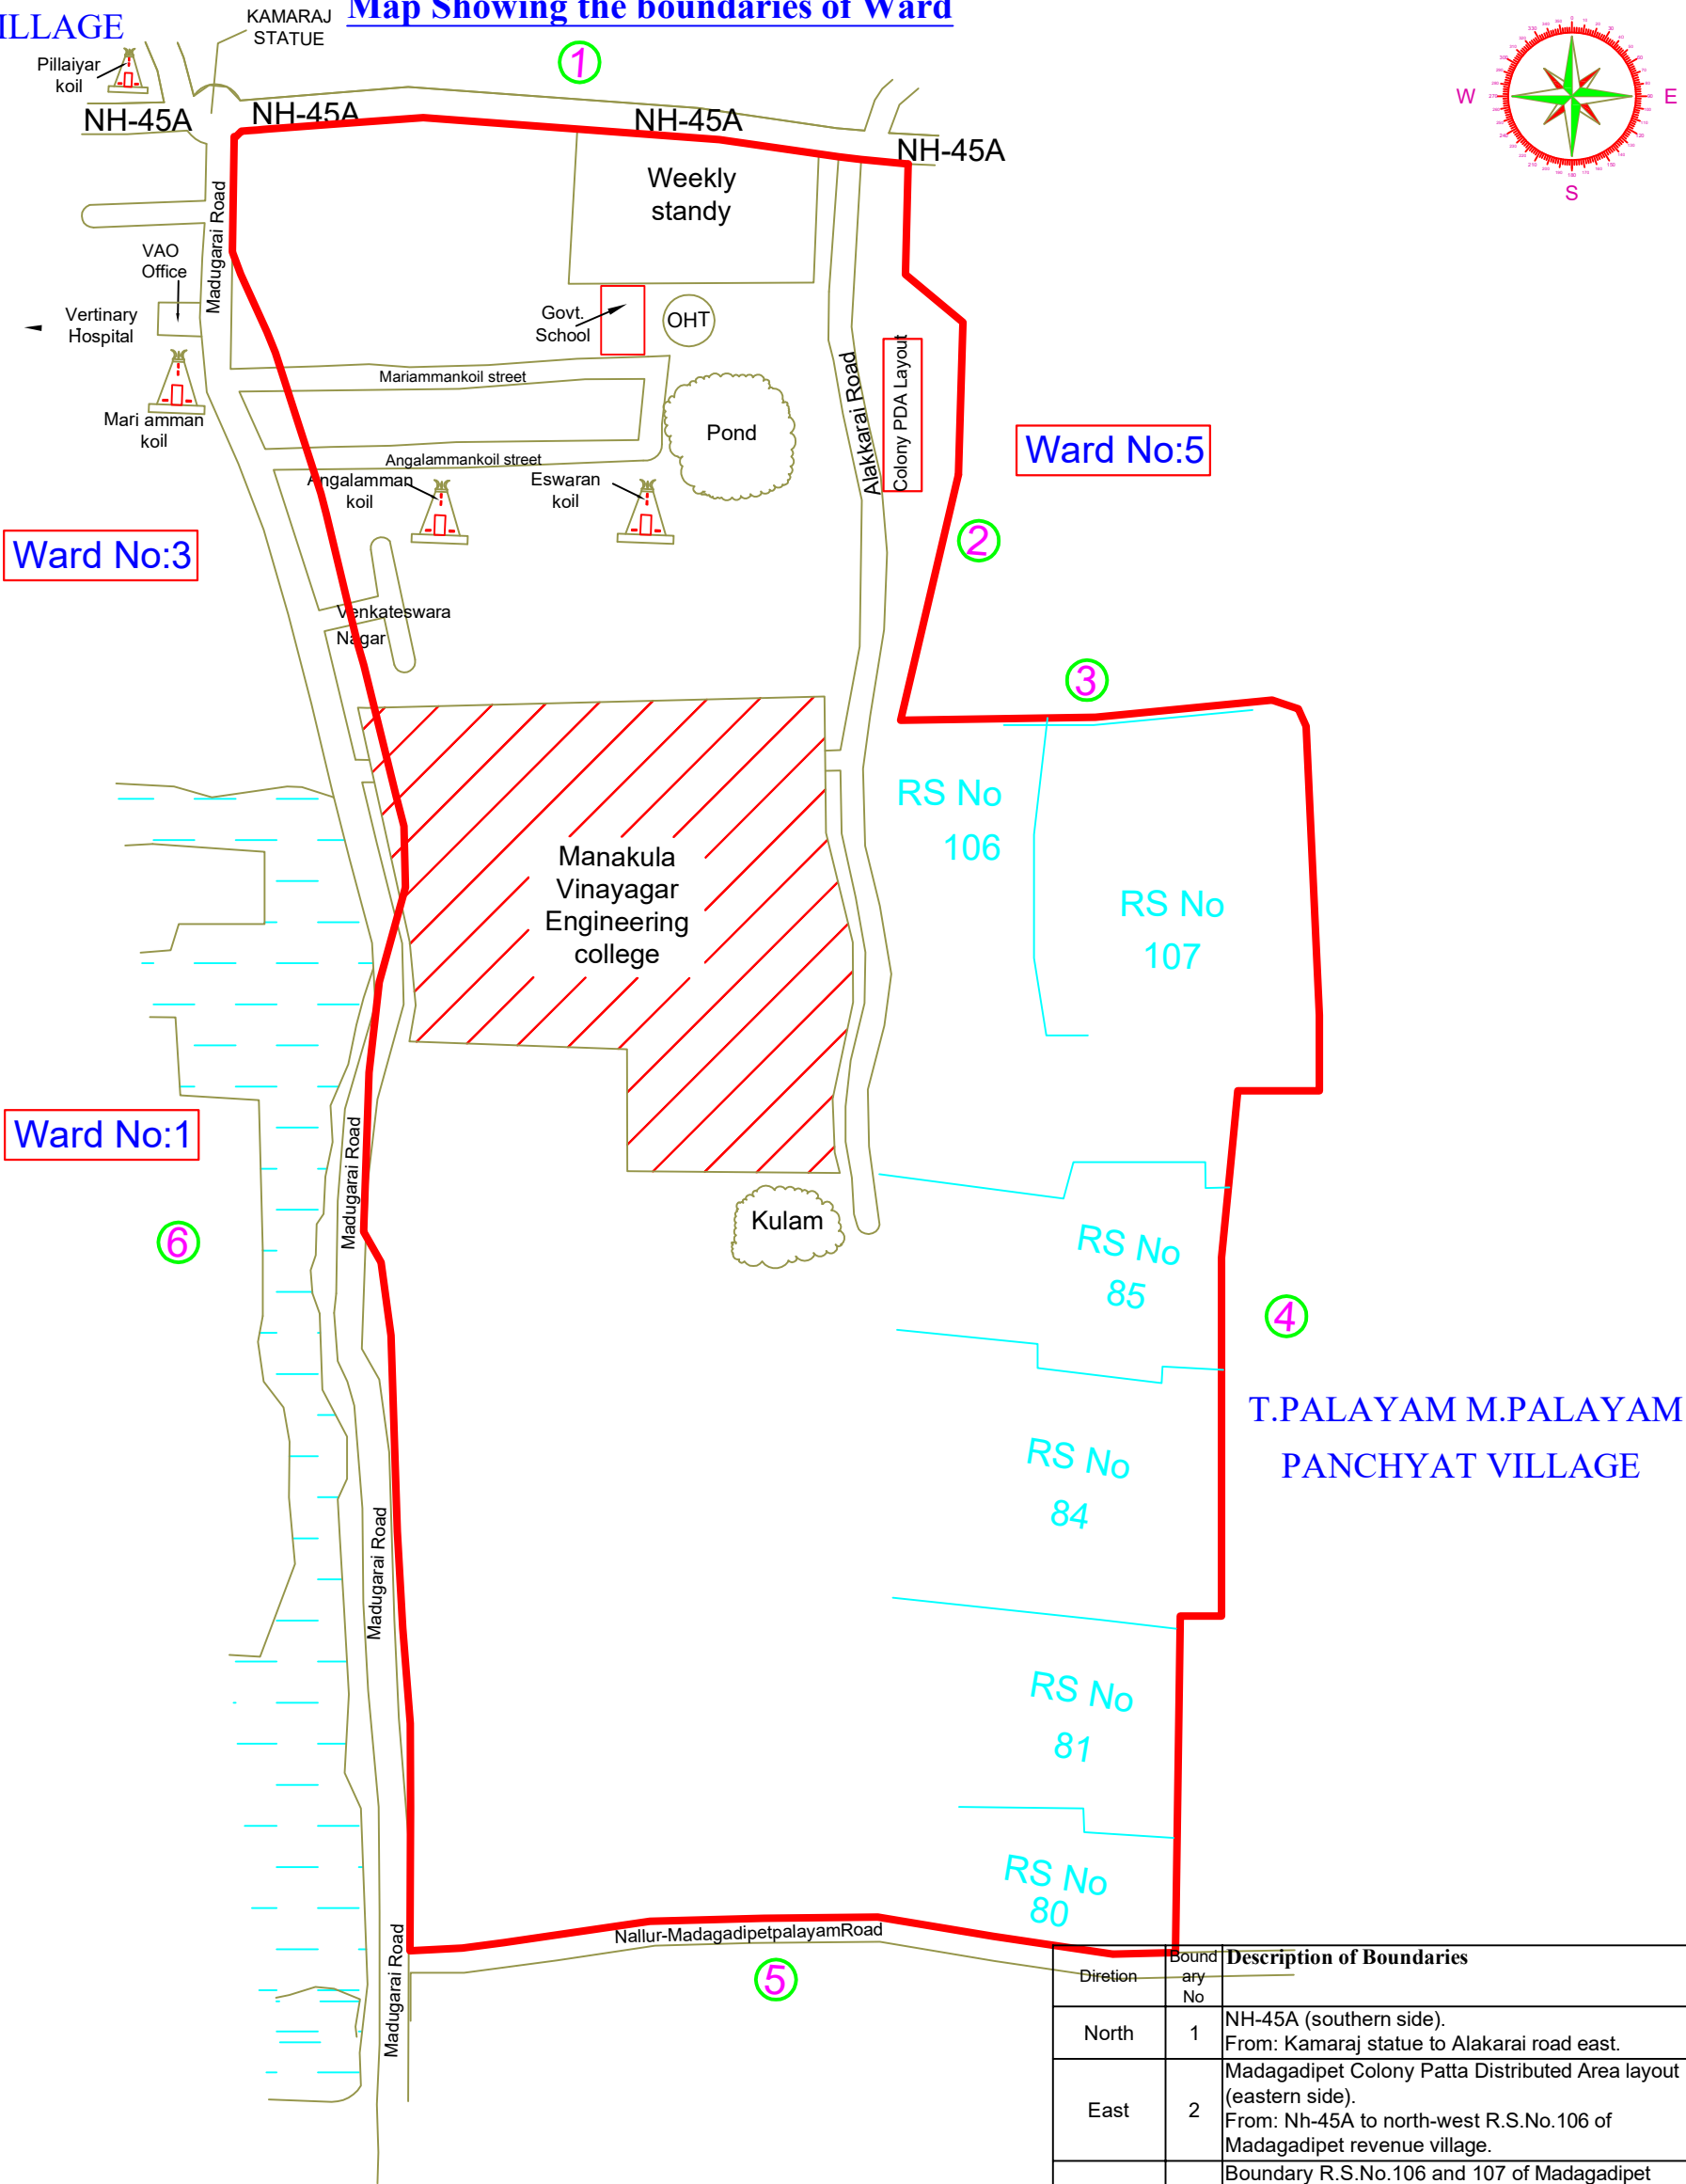 Map Showing the boundaries of Ward
KAMARAJ
STATUE
Pillaiyar
koil
1
NH-45A
NH-45A
NH-45A
NH-45A
W
E
S
Weekly
standy
Madugarai Road
VAO
Office
Vertinary
Hospital
Govt.
School
OHT
Mariammankoil street
Mari amman
koil
Pond
Alakkarai Road
Colony PDA Layout
Ward No:5
Angalammankoil street
Angalamman
koil
Eswaran
koil
2
Ward No:3
Venkateswara
Nagar
3
RS No
106
Manakula
Vinayagar
Engineering
college
RS No
107
Ward No:1
Madugarai Road
Kulam
6
RS No
85
4
T.PALAYAM M.PALAYAM
PANCHYAT VILLAGE
RS No
84
Madugarai Road
RS No
81
RS No
80
Madugarai Road
Nallur-MadagadipetpalayamRoad
5
Diretion
Bound
ary
No
Description of Boundaries
North
1
NH-45A (southern side).
From: Kamaraj statue to Alakarai road east.
East
2
Madagadipet Colony Patta Distributed Area layout
(eastern side).
From: Nh-45A to north-west R.S.No.106 of
Madagadipet revenue village.
Boundary R.S.No.106 and 107 of Madagadipet